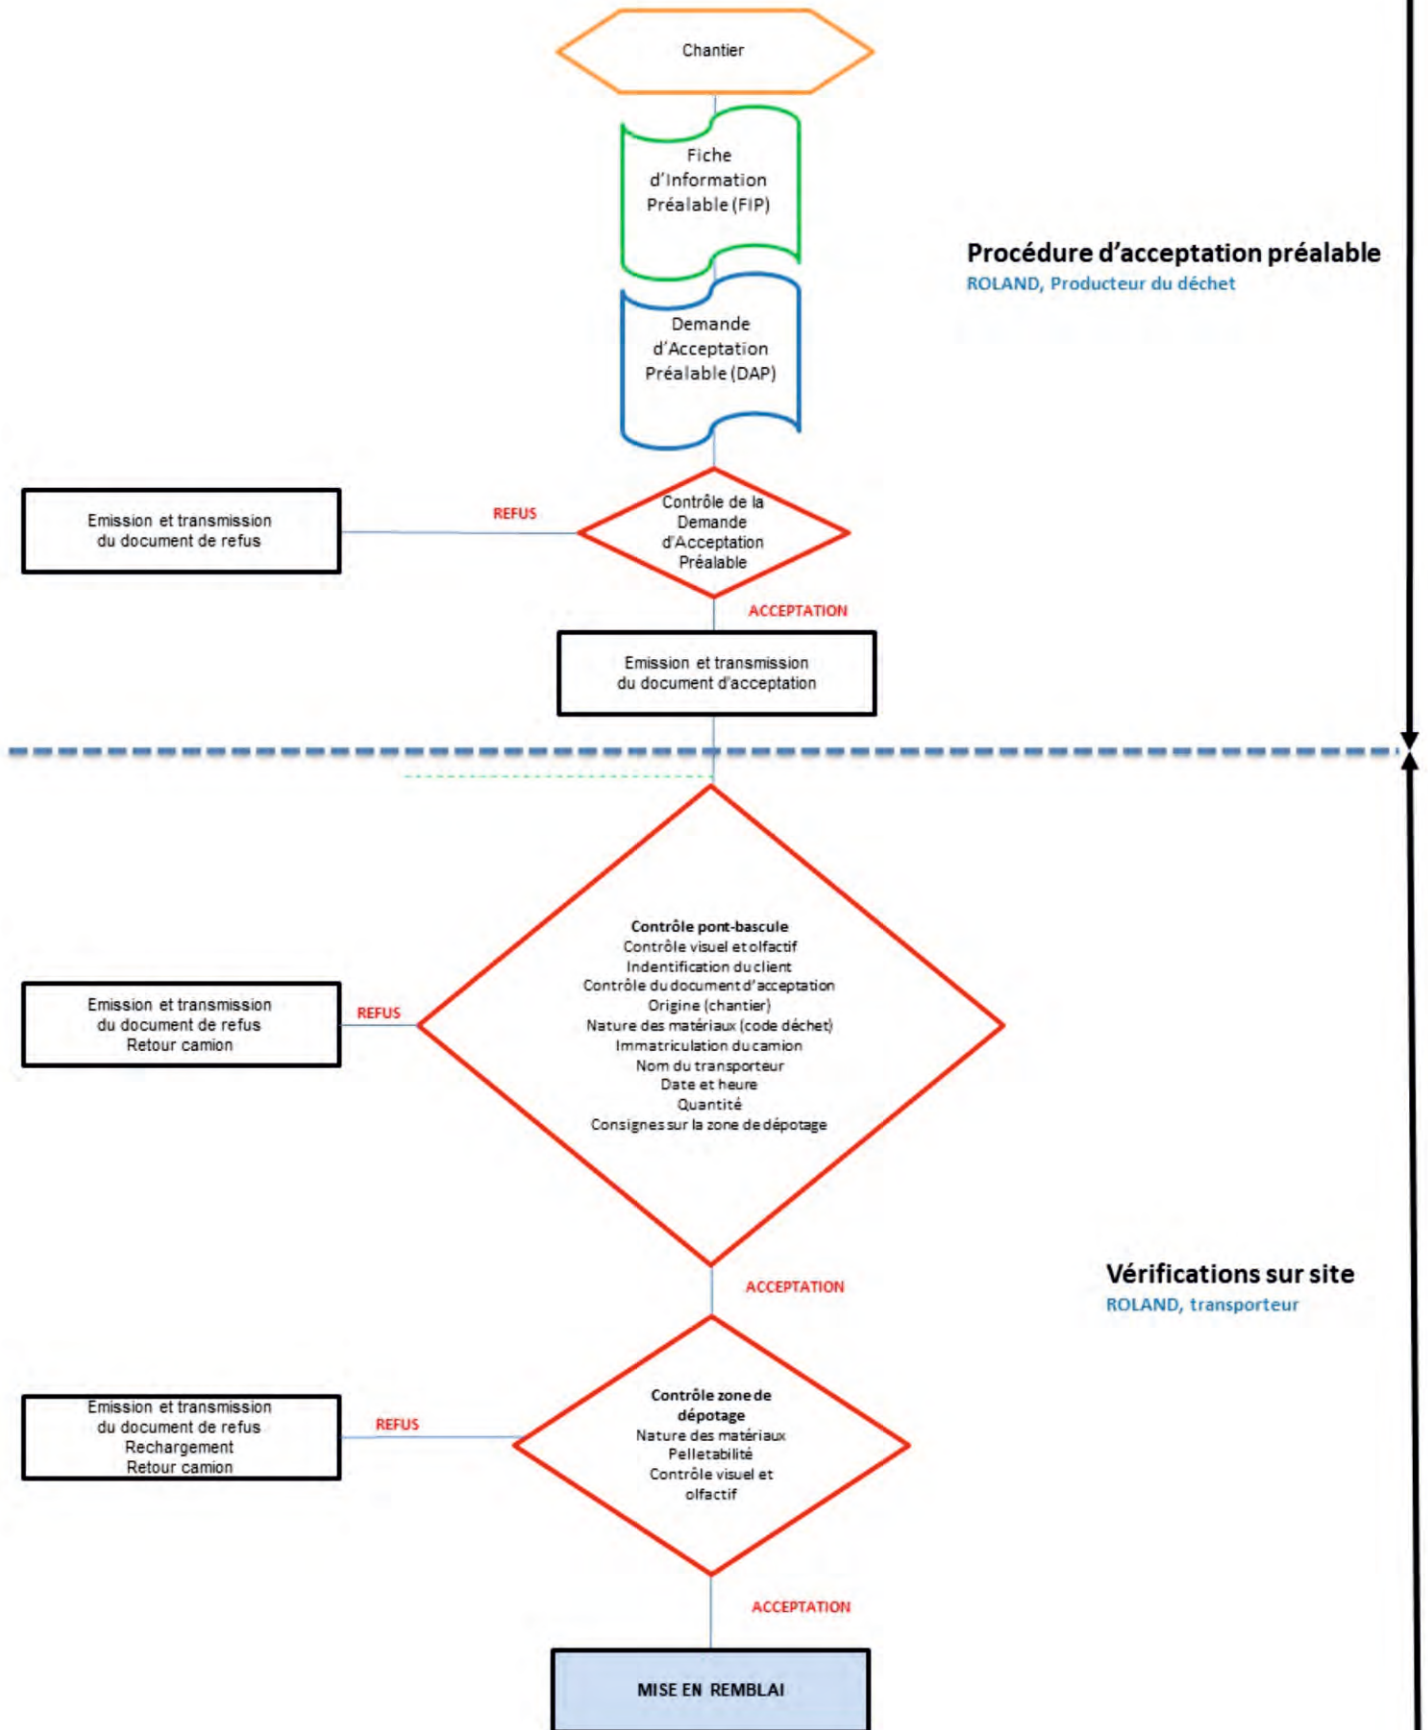 Chantier
Fiche
d'Information
Préalable (FIP)
Procédure d'acceptation préalable
ROLAND, Producteur du déchet
Demande
d'Acceptation
Préalable (DAP)
Emission et transmission
du document de refus
REFUS
Contrôle de la
Demande
d'Acceptation
Préalable
ACCEPTATION
Emission et transmission
du document d'acceptation
Contrôle pont-bascule
Contrôle visuel et olfactif
Indentification du client
Contrôle du document d'acceptation
Origine (chantier)
Nature des matériaux (code déchet)
Immatriculation du camion
Nom du transporteur
Date et heure
Quantité
Consignes sur la zone de dépotage
Emission et transmission
du document de refus
Retour camion
REFUS
ACCEPTATION
Vérifications sur site
ROLAND, transporteur
Contrôle zone de
dépotage
Nature des matériaux
Pelletabilité
Contrôle visuel et
olfactif
Emission et transmission
du document de refus
Rechargement
Retour camion
REFUS
ACCEPTATION
MISE EN REMBLAI